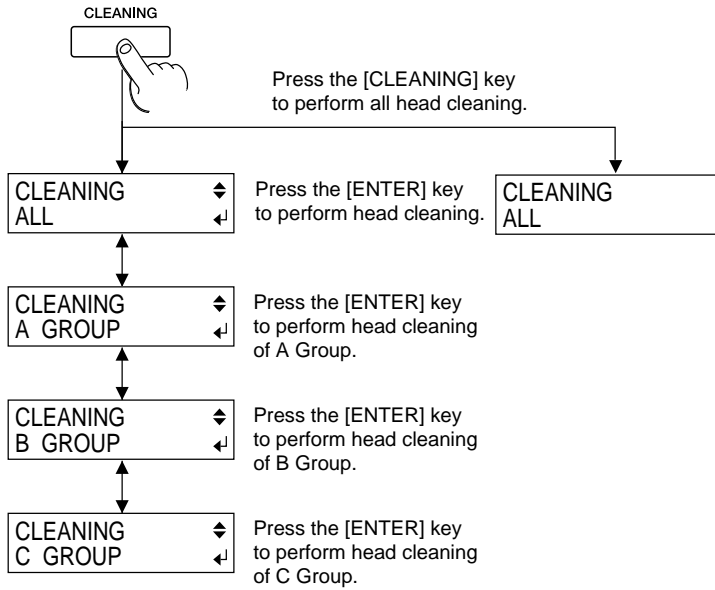 CLEANING
Press the [CLEANING] key
to perform all head cleaning.
CLEANING
ALL
Press the [ENTER] key
to perform head cleaning.
CLEANING
ALL
CLEANING
A GROUP
Press the [ENTER] key
to perform head cleaning
of A Group.
CLEANING
B GROUP
Press the [ENTER] key
to perform head cleaning
of B Group.
CLEANING
C GROUP
Press the [ENTER] key
to perform head cleaning
of C Group.